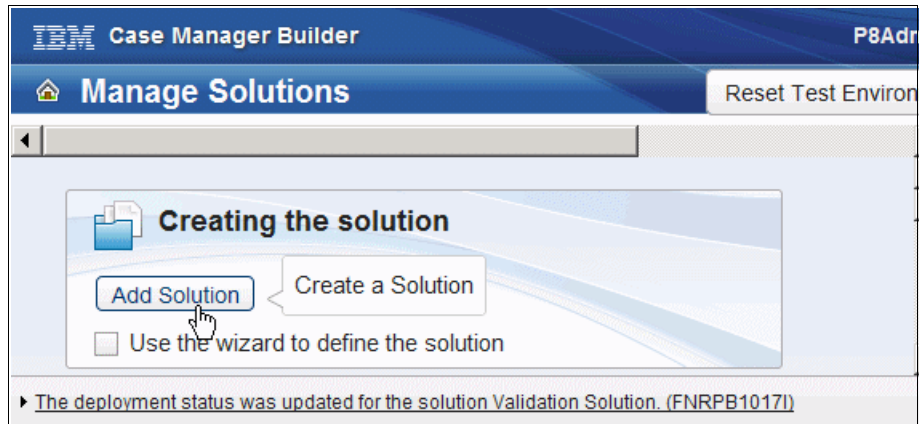 IBM Case Manager Builder P8Adr
Manage Solutions Reset Test Environ
Creating the solution
Add Solution Create a Solution
Use the wizard to define the solution
The deployment status was updated for the solution Validation Solution. (FNRPB1017I)